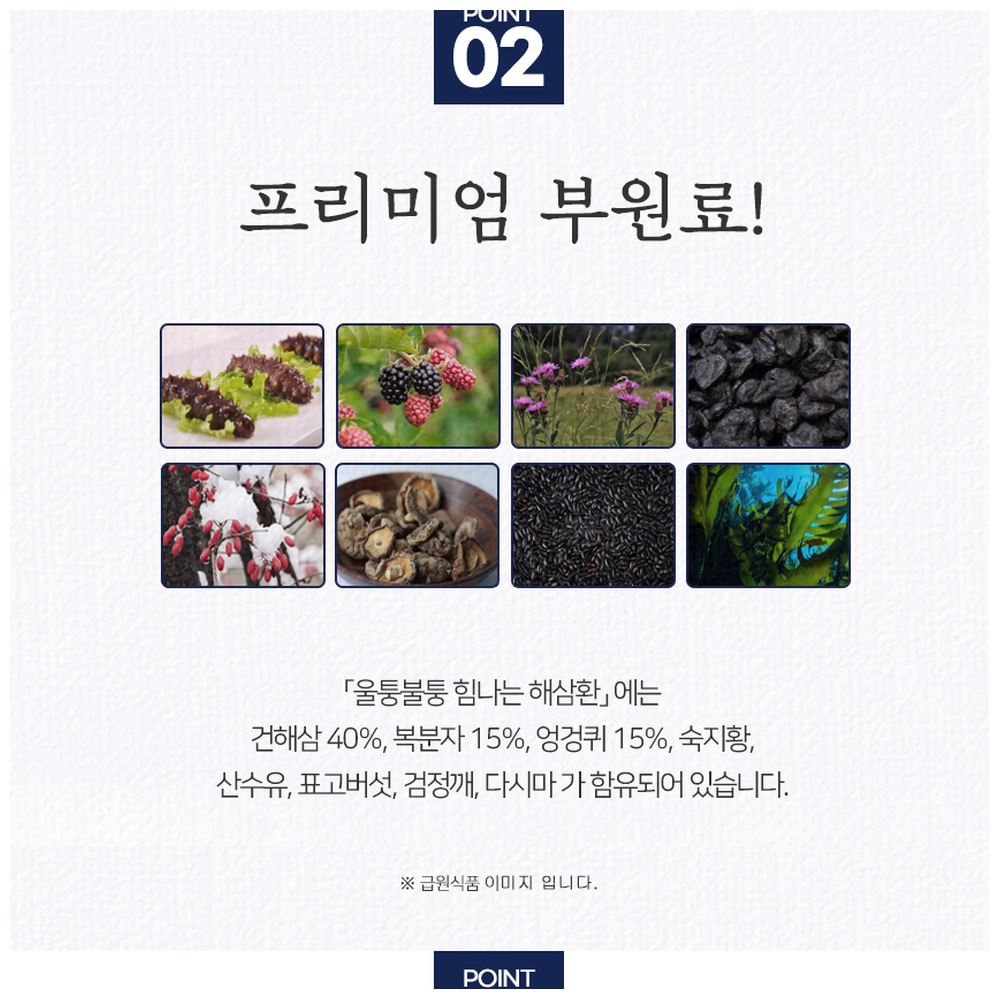 POINT
02
프리미엄 부원료!
「울퉁불퉁 힘나는 해삼환」에는
건해삼 40%, 복분자 15%, 엉겅퀴 15%, 숙지황,
산수유, 표고버섯, 검정깨, 다시마 가 함유되어 있습니다.
※ 급원식품 이미지 입니다.
POINT